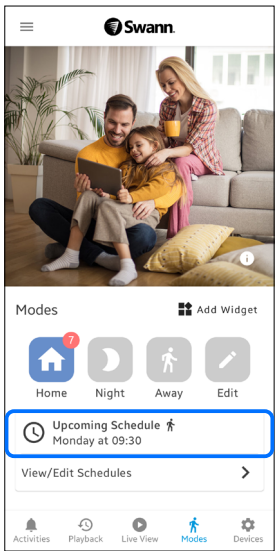 Swann.
Modes
Add Widget
7
Home Night Away Edit
Upcoming Schedule
Monday at 09:30
View/Edit Schedules
Activities Playback Live View Modes Devices